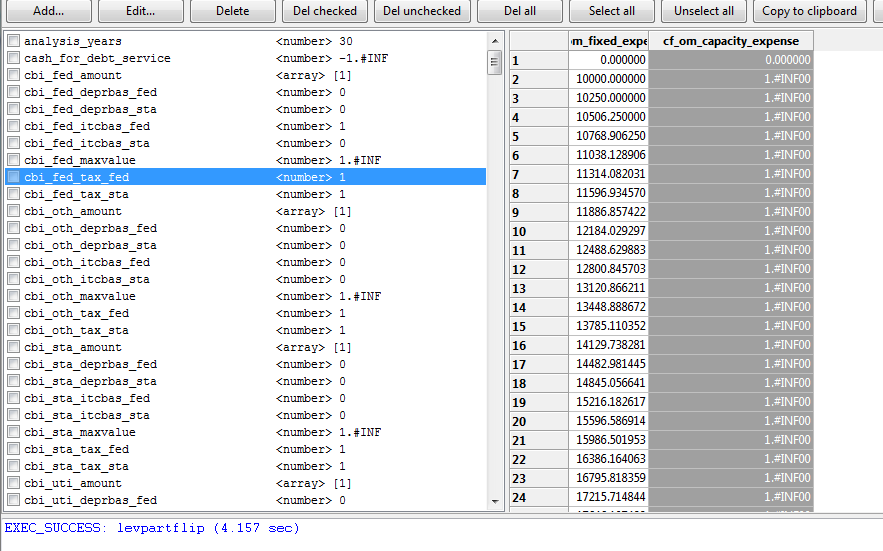 Add... Edit... Delete Del checked Del unchecked Del all Select all Unselect all Copy to clipboard
analysis_years <number> 30
cash_for_debt_service <number> -1.#INF
cbi_fed_amount <array> [1]
cbi_fed_deprbas_fed <number> 0
cbi_fed_deprbas_sta <number> 0
cbi_fed_itcbas_fed <number> 1
cbi_fed_itcbas_sta <number> 0
cbi_fed_maxvalue <number> 1.#INF
cbi_fed_tax_fed <number> 1
cbi_fed_tax_sta <number> 1
cbi_oth_amount <array> [1]
cbi_oth_deprbas_fed <number> 0
cbi_oth_deprbas_sta <number> 0
cbi_oth_itcbas_fed <number> 0
cbi_oth_itcbas_sta <number> 0
cbi_oth_maxvalue <number> 1.#INF
cbi_oth_tax_fed <number> 1
cbi_oth_tax_sta <number> 1
cbi_sta_amount <array> [1]
cbi_sta_deprbas_fed <number> 0
cbi_sta_deprbas_sta <number> 0
cbi_sta_itcbas_fed <number> 0
cbi_sta_itcbas_sta <number> 0
cbi_sta_maxvalue <number> 1.#INF
cbi_sta_tax_fed <number> 1
cbi_sta_tax_sta <number> 1
cbi_uti_amount <array> [1]
cbi_uti_deprbas_fed <number> 0
om_fixed_expe cf_om_capacity_expense
1 0.000000 0.000000
2 10000.000000 1.#INF00
3 10250.000000 1.#INF00
4 10506.250000 1.#INF00
5 10768.906250 1.#INF00
6 11038.128906 1.#INF00
7 11314.082031 1.#INF00
8 11596.934570 1.#INF00
9 11886.857422 1.#INF00
10 12184.029297 1.#INF00
11 12488.629883 1.#INF00
12 12800.845703 1.#INF00
13 13120.866211 1.#INF00
14 13448.888672 1.#INF00
15 13785.110352 1.#INF00
16 14129.738281 1.#INF00
17 14482.981445 1.#INF00
18 14845.056641 1.#INF00
19 15216.182617 1.#INF00
20 15596.586914 1.#INF00
21 15986.501953 1.#INF00
22 16386.164063 1.#INF00
23 16795.818359 1.#INF00
24 17215.714844 1.#INF00
EXEC_SUCCESS: levpartflip (4.157 sec)